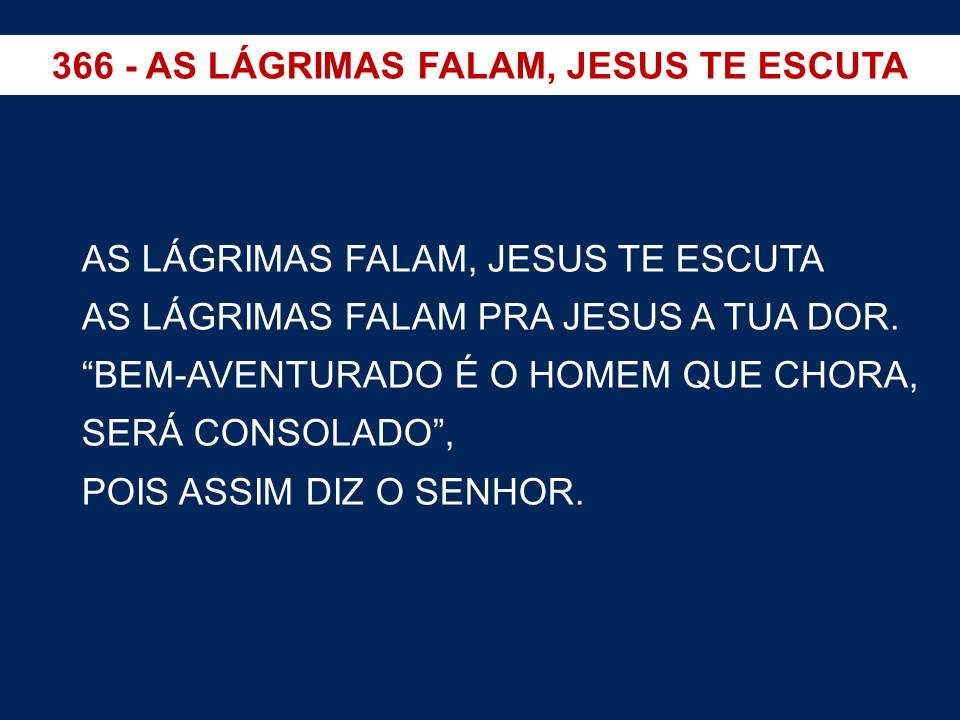 366 - AS LÁGRIMAS FALAM, JESUS TE ESCUTA
AS LÁGRIMAS FALAM, JESUS TE ESCUTA
AS LÁGRIMAS FALAM PRA JESUS A TUA DOR.
“BEM-AVENTURADO É O HOMEM QUE CHORA,
SERÁ CONSOLADO”,
POIS ASSIM DIZ O SENHOR.